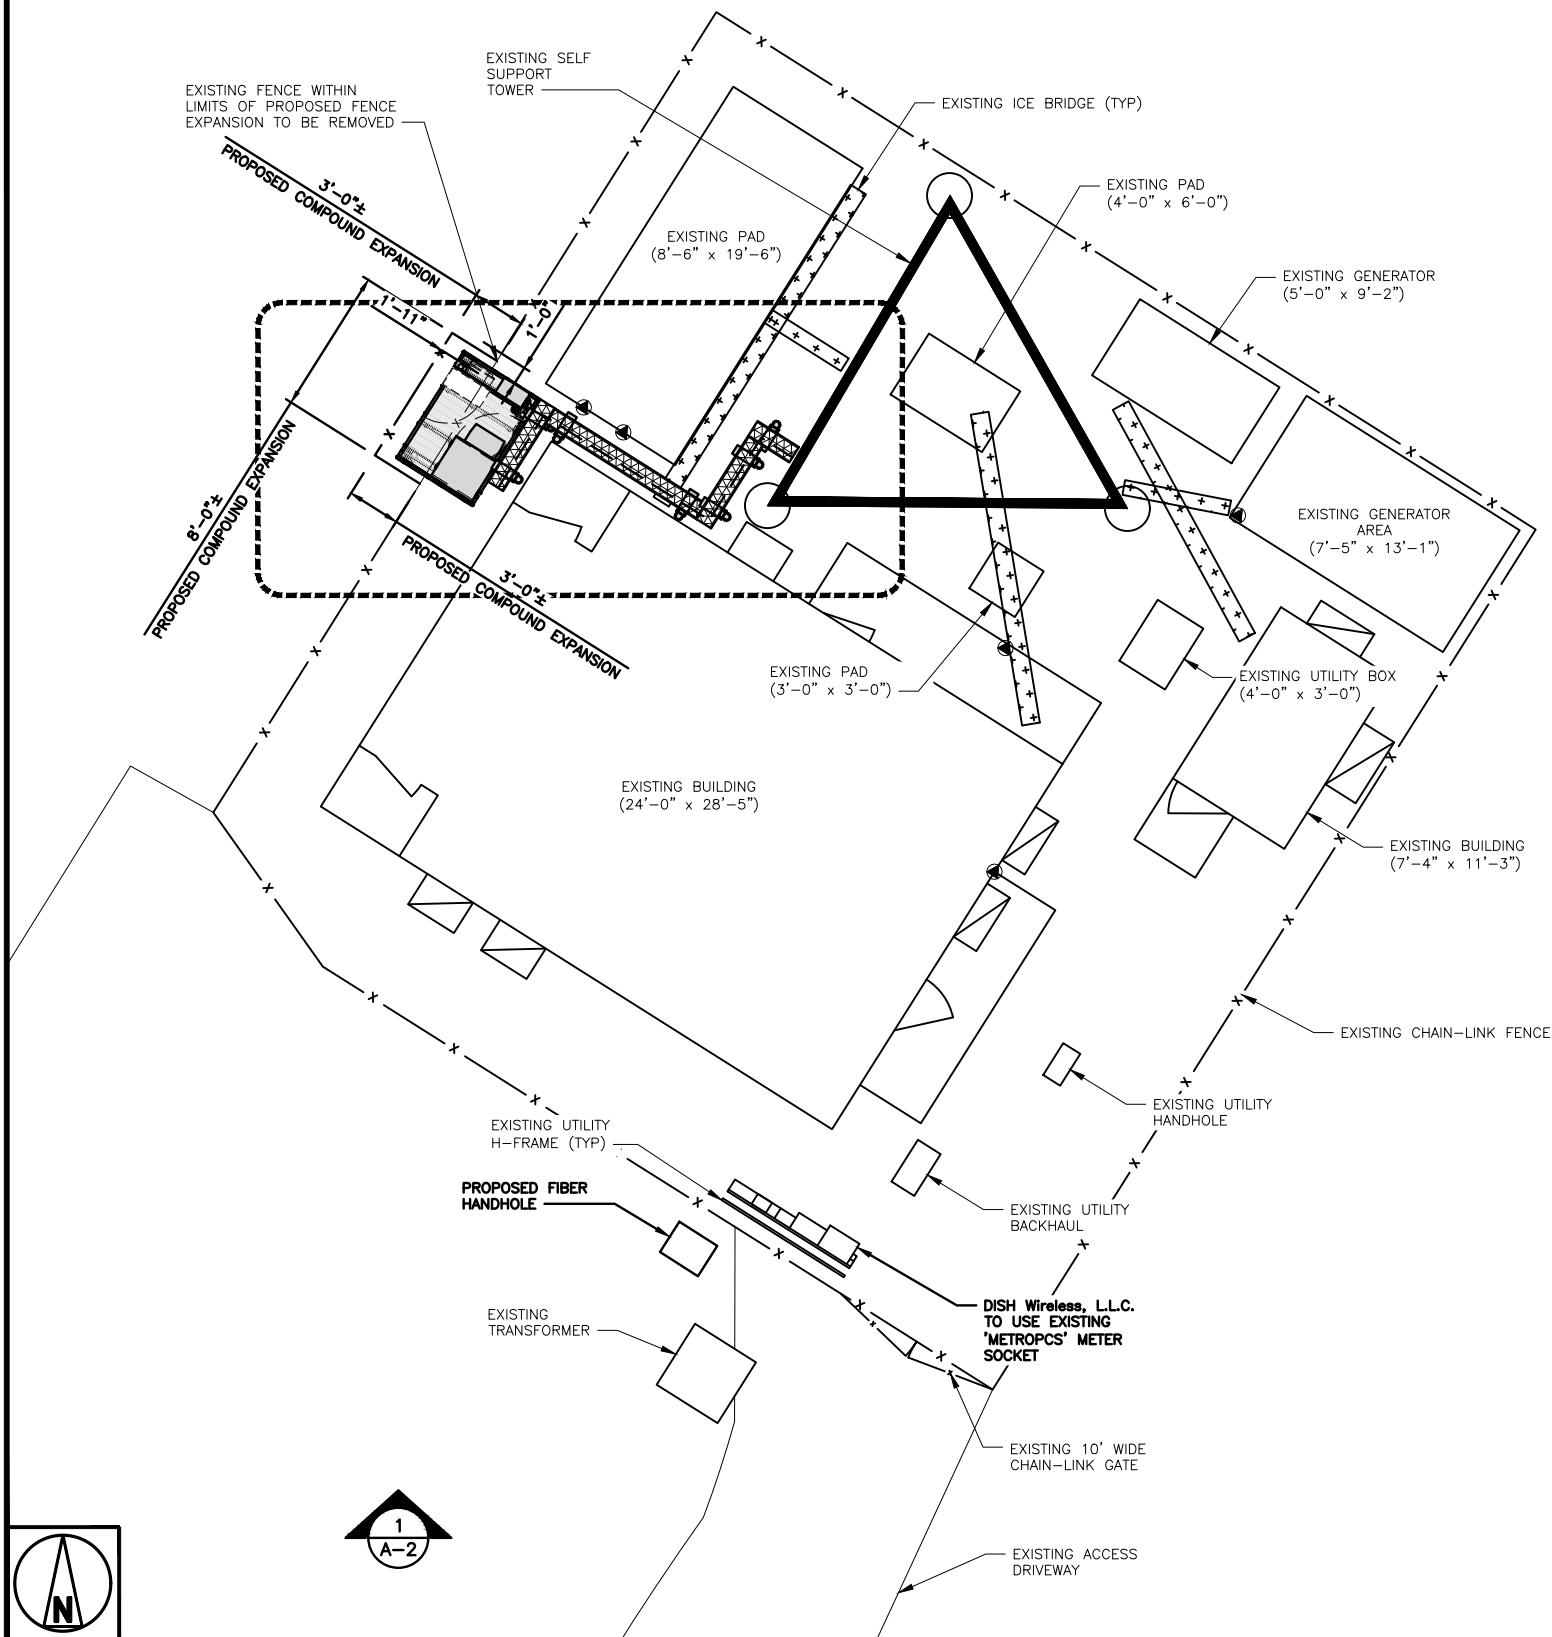 EXISTING SELF
SUPPORT
TOWER
EXISTING FENCE WITHIN
LIMITS OF PROPOSED FENCE
EXPANSION TO BE REMOVED
EXISTING ICE BRIDGE (TYP)
3'-0"±
PROPOSED COMPOUND EXPANSION
EXISTING PAD
(4'-0" x 6'-0")
EXISTING PAD
(8'-6" x 19'-6")
EXISTING GENERATOR
(5'-0" x 9'-2")
1'-11"
1'-0"
8'-0"±
PROPOSED COMPOUND EXPANSION
3'-0"±
PROPOSED COMPOUND EXPANSION
EXISTING GENERATOR
AREA
(7'-5" x 13'-1")
EXISTING PAD
(3'-0" x 3'-0")
EXISTING UTILITY BOX
(4'-0" x 3'-0")
EXISTING BUILDING
(24'-0" x 28'-5")
EXISTING BUILDING
(7'-4" x 11'-3")
EXISTING CHAIN-LINK FENCE
EXISTING UTILITY
HANDHOLE
EXISTING UTILITY
H-FRAME (TYP)
PROPOSED FIBER
HANDHOLE
EXISTING UTILITY
BACKHAUL
DISH Wireless, L.L.C.
TO USE EXISTING
'METROPCS' METER
SOCKET
EXISTING
TRANSFORMER
EXISTING 10' WIDE
CHAIN-LINK GATE
1
A-2
EXISTING ACCESS
DRIVEWAY
N